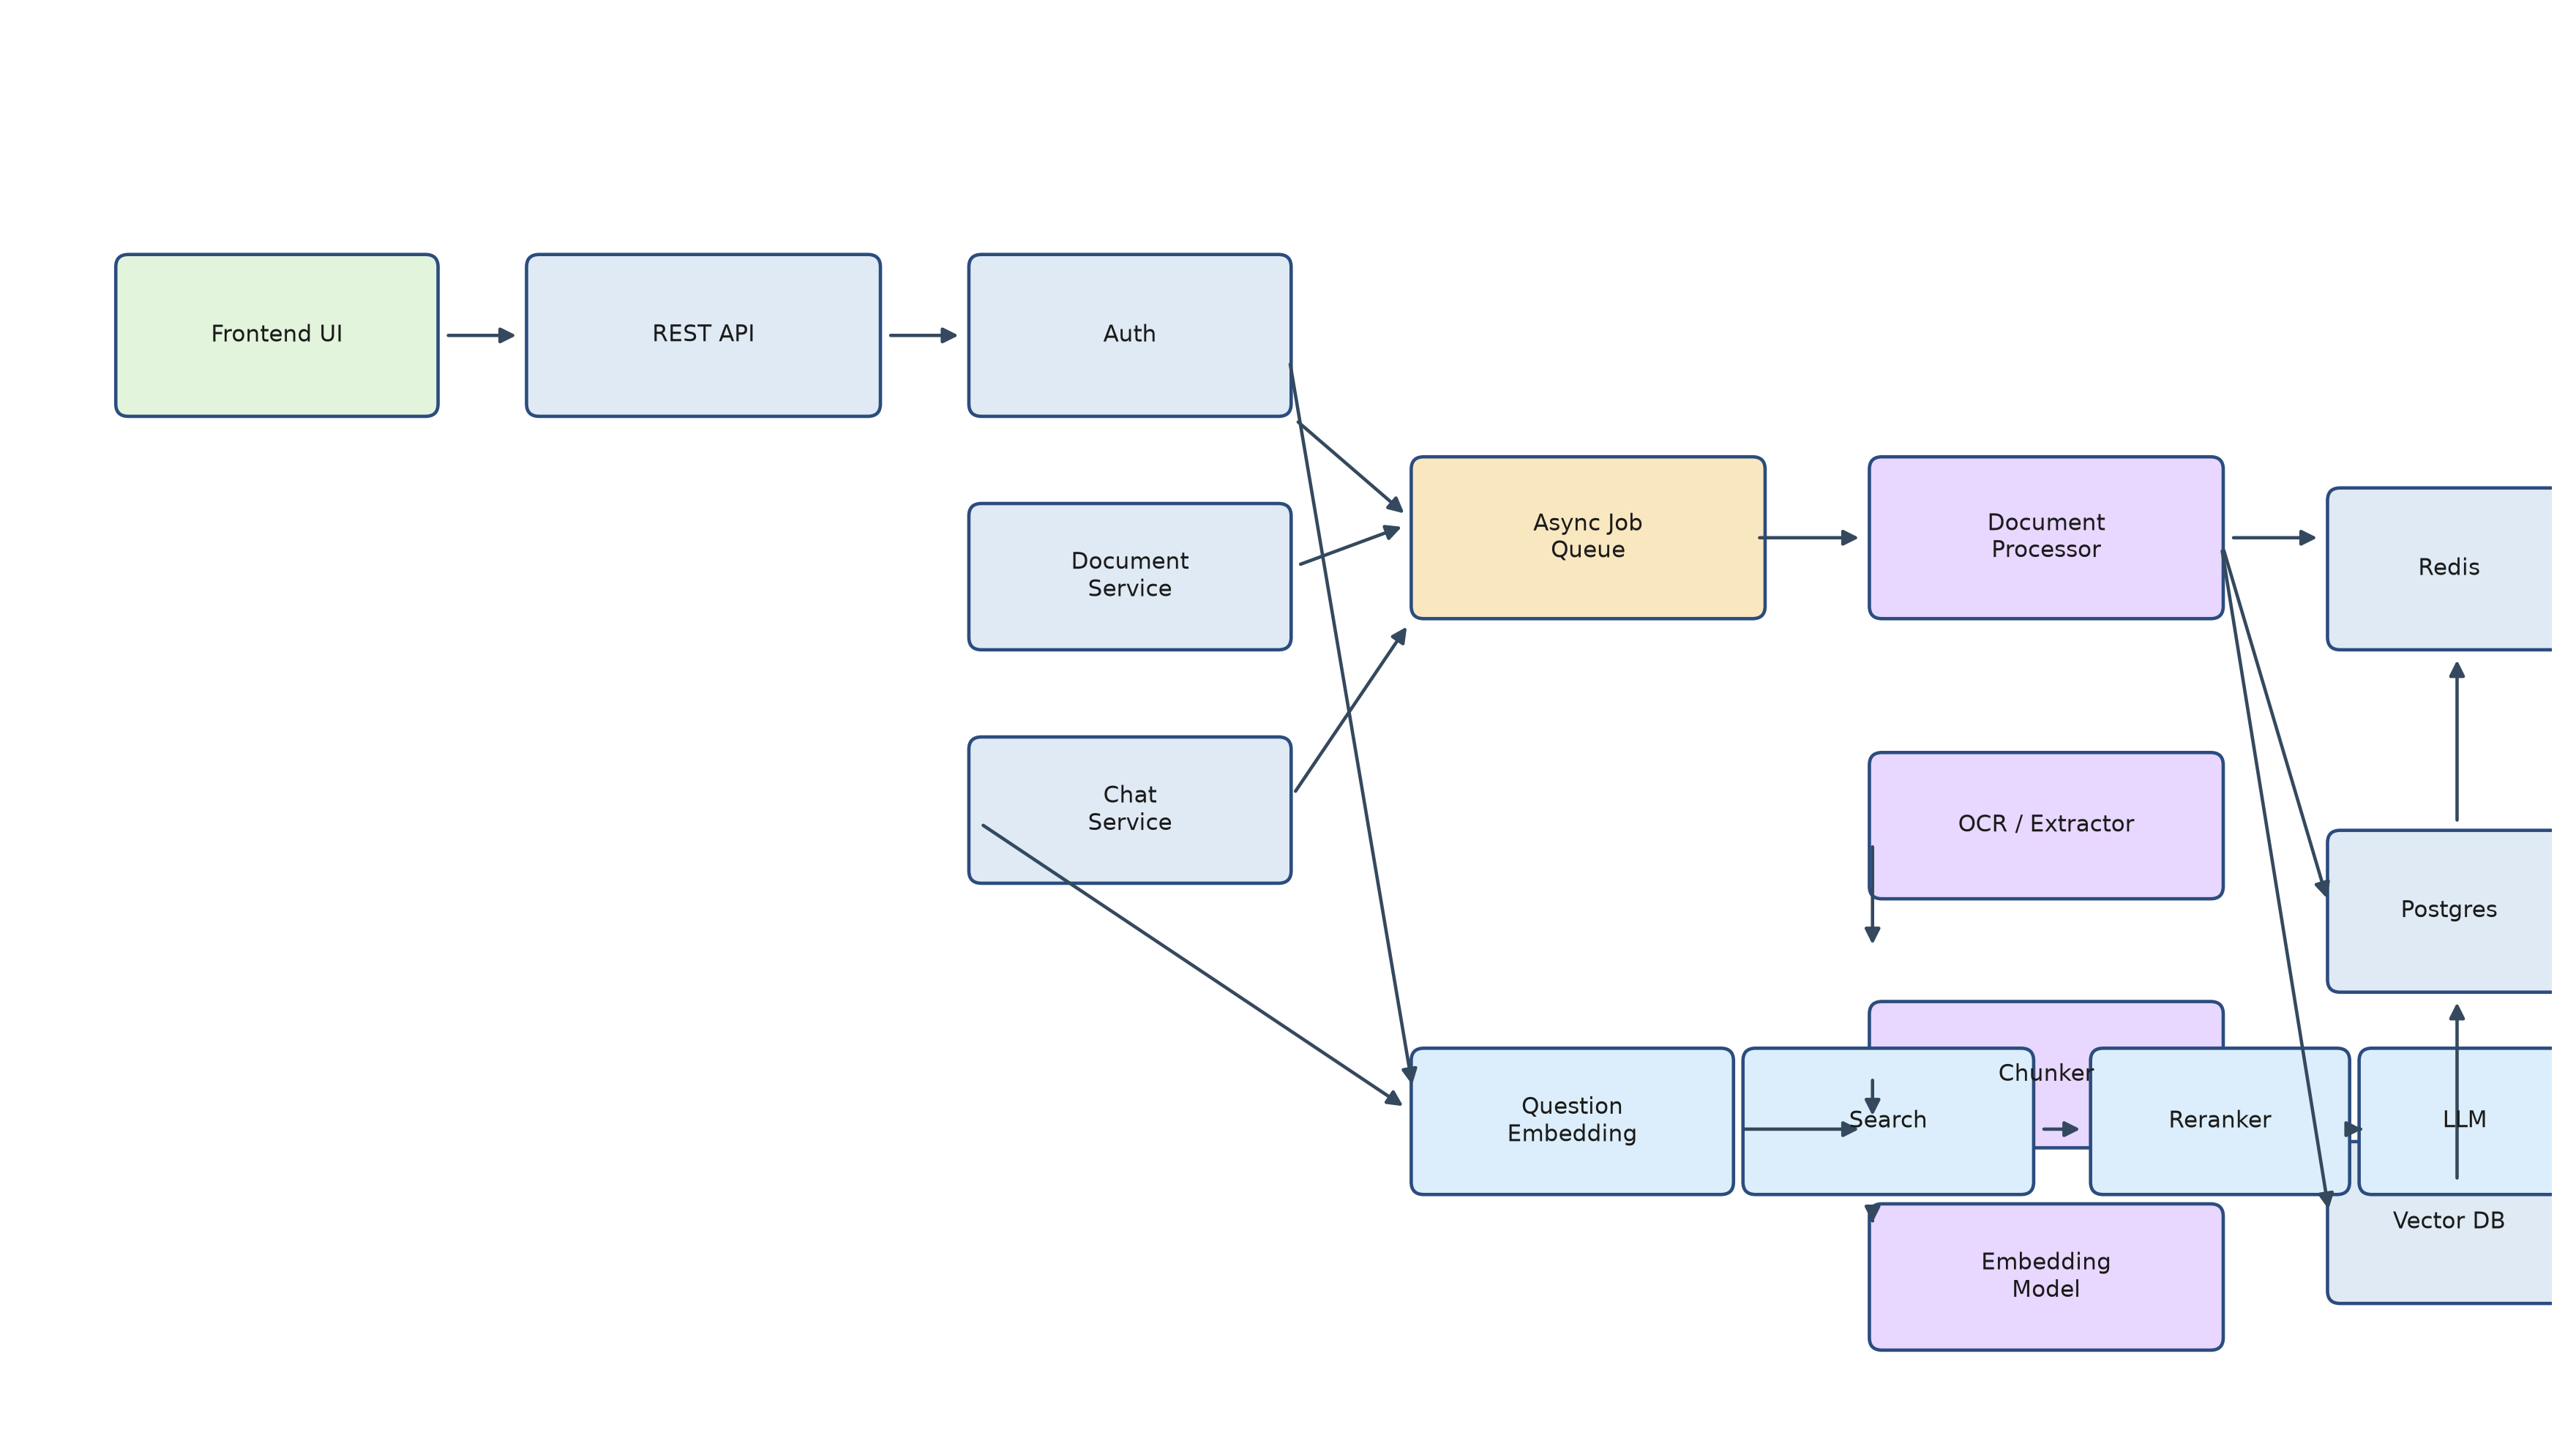 Frontend UI
REST API
Auth
Document
Service
Chat
Service
Async Job
Queue
Document
Processor
Redis
OCR / Extractor
Postgres
Chunker
Question
Embedding
Search
Reranker
LLM
Vector DB
Embedding
Model